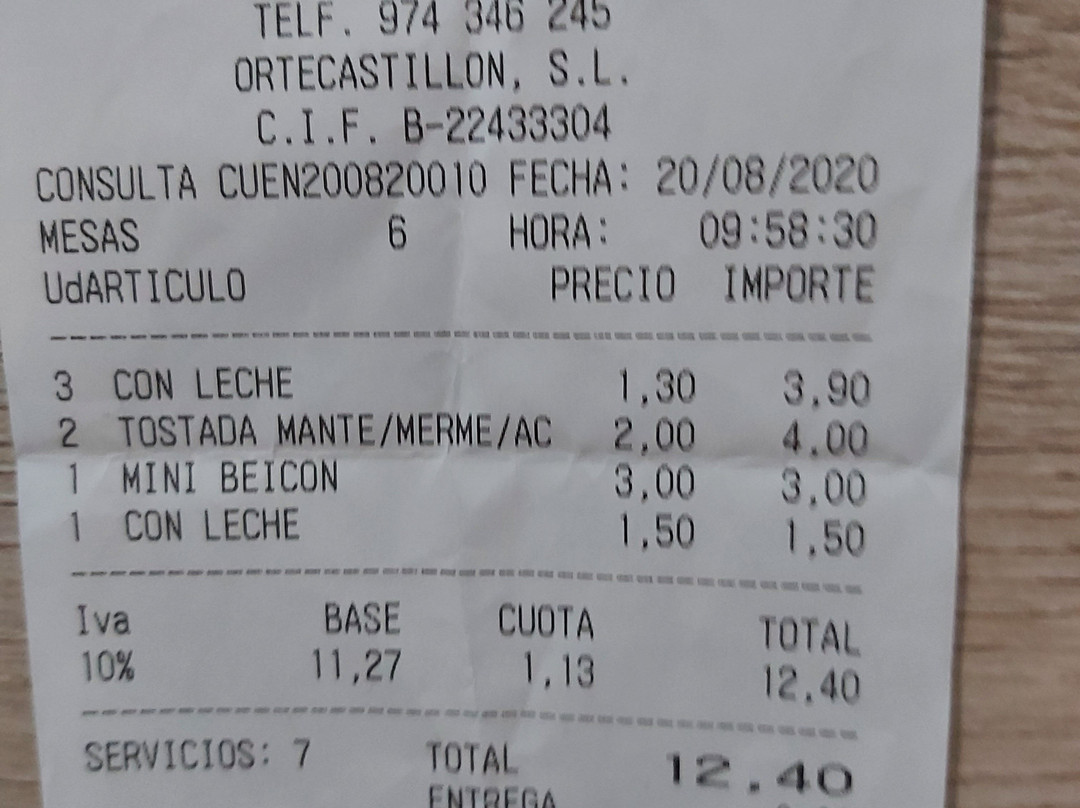 TELF. 974 346 245
ORTECASTILLON, S.L.
C.I.F. B-22433304
CONSULTA CUEN200820010 FECHA: 20/08/2020
MESAS 6 HORA: 09:58:30
UdARTICULO PRECIO IMPORTE
3 CON LECHE 1,30 3,90
2 TOSTADA MANTE/MERME/AC 2,00 4,00
1 MINI BEICON 3,00 3,00
1 CON LECHE 1,50 1,50
Iva BASE CUOTA TOTAL
10% 11,27 1,13 12,40
SERVICIOS: 7 TOTAL 12,40
ENTREGA